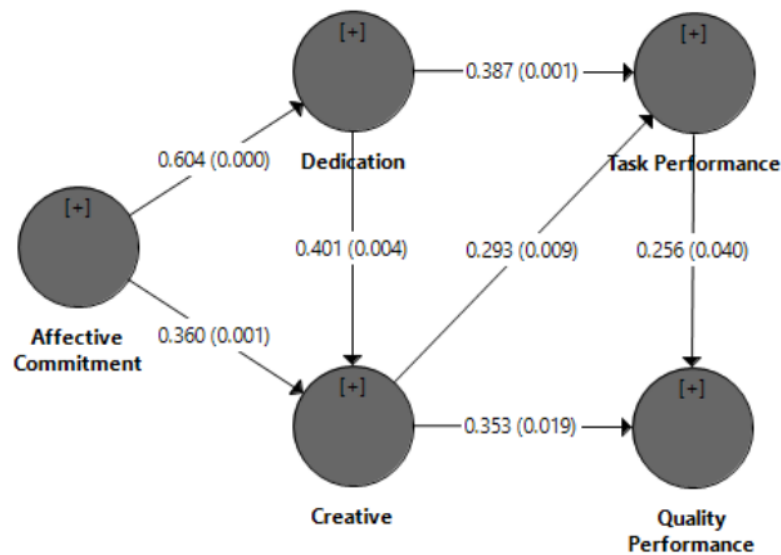 [+]
[+]
0.387 (0.001)
Dedication
Task Performance
0.604 (0.000)
[+]
0.401 (0.004)
0.293 (0.009)
0.256 (0.040)
Affective
Commitment
0.360 (0.001)
[+]
[+]
0.353 (0.019)
Creative
Quality
Performance